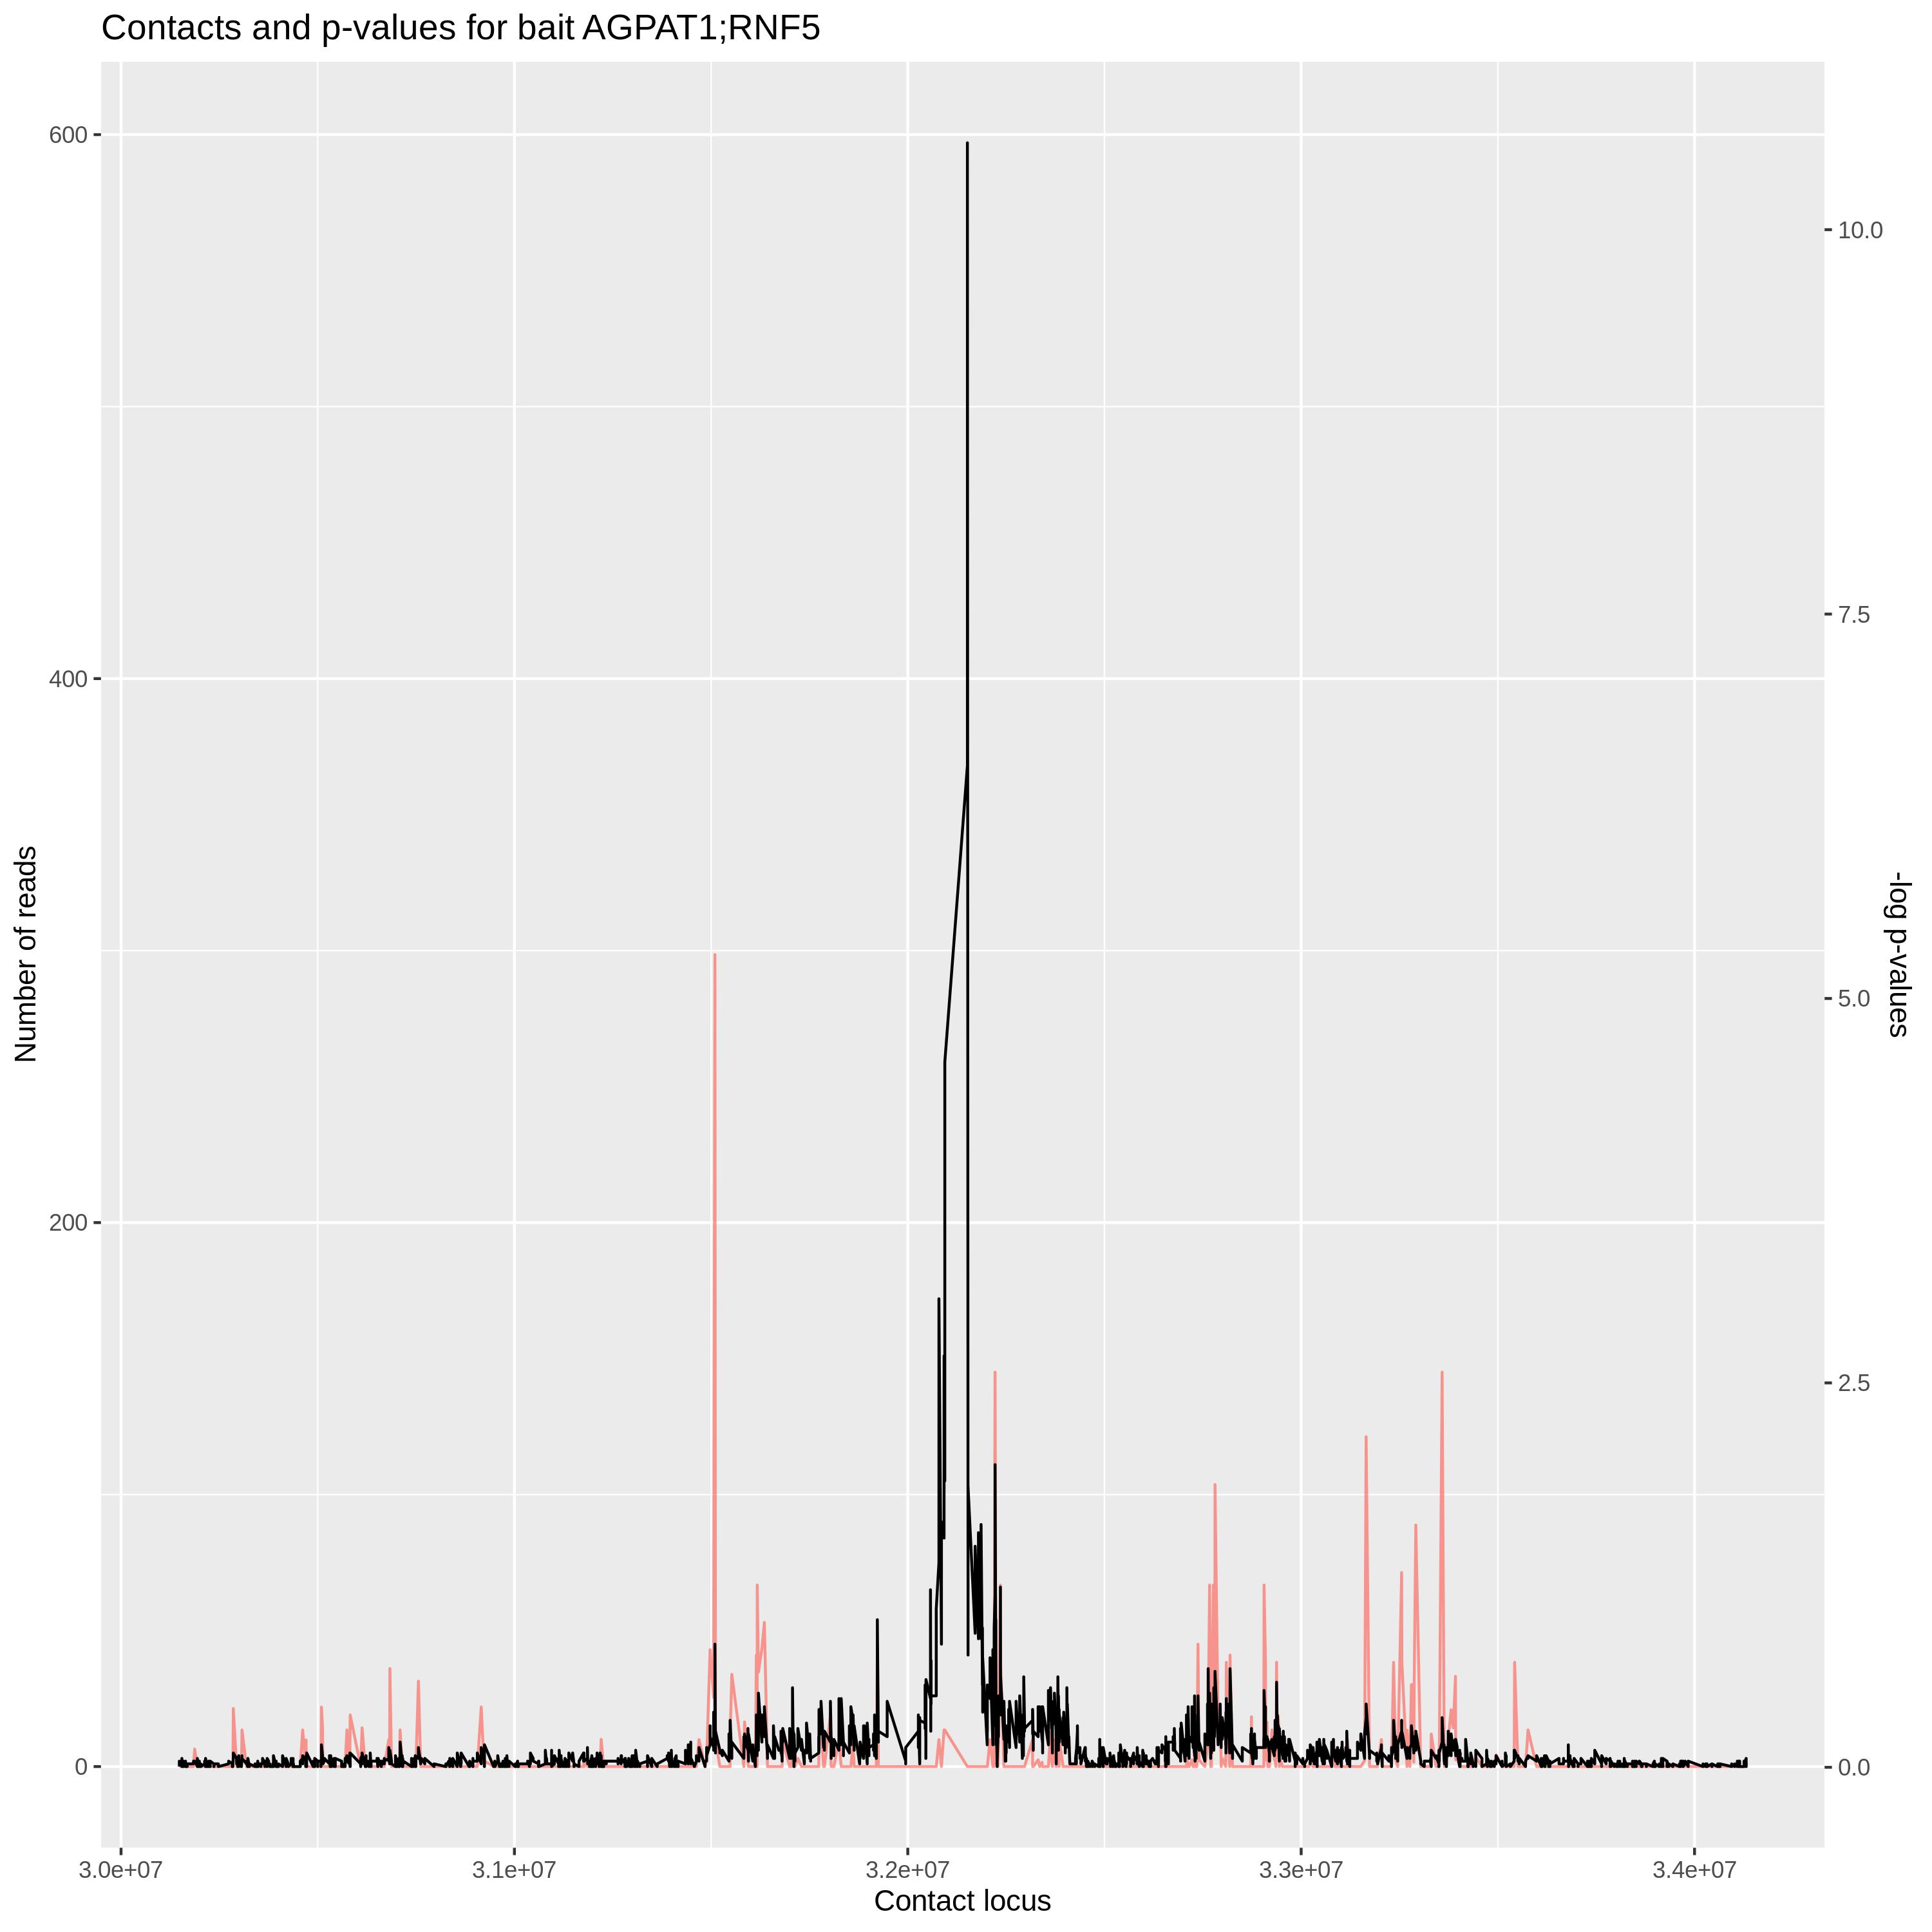 Contacts and p-values for bait AGPAT1;RNF5
Number of reads
600
400
200
0
10.0
7.5
5.0
2.5
0.0
-log p-values
3.0e+07
3.1e+07
3.2e+07
3.3e+07
3.4e+07
Contact locus